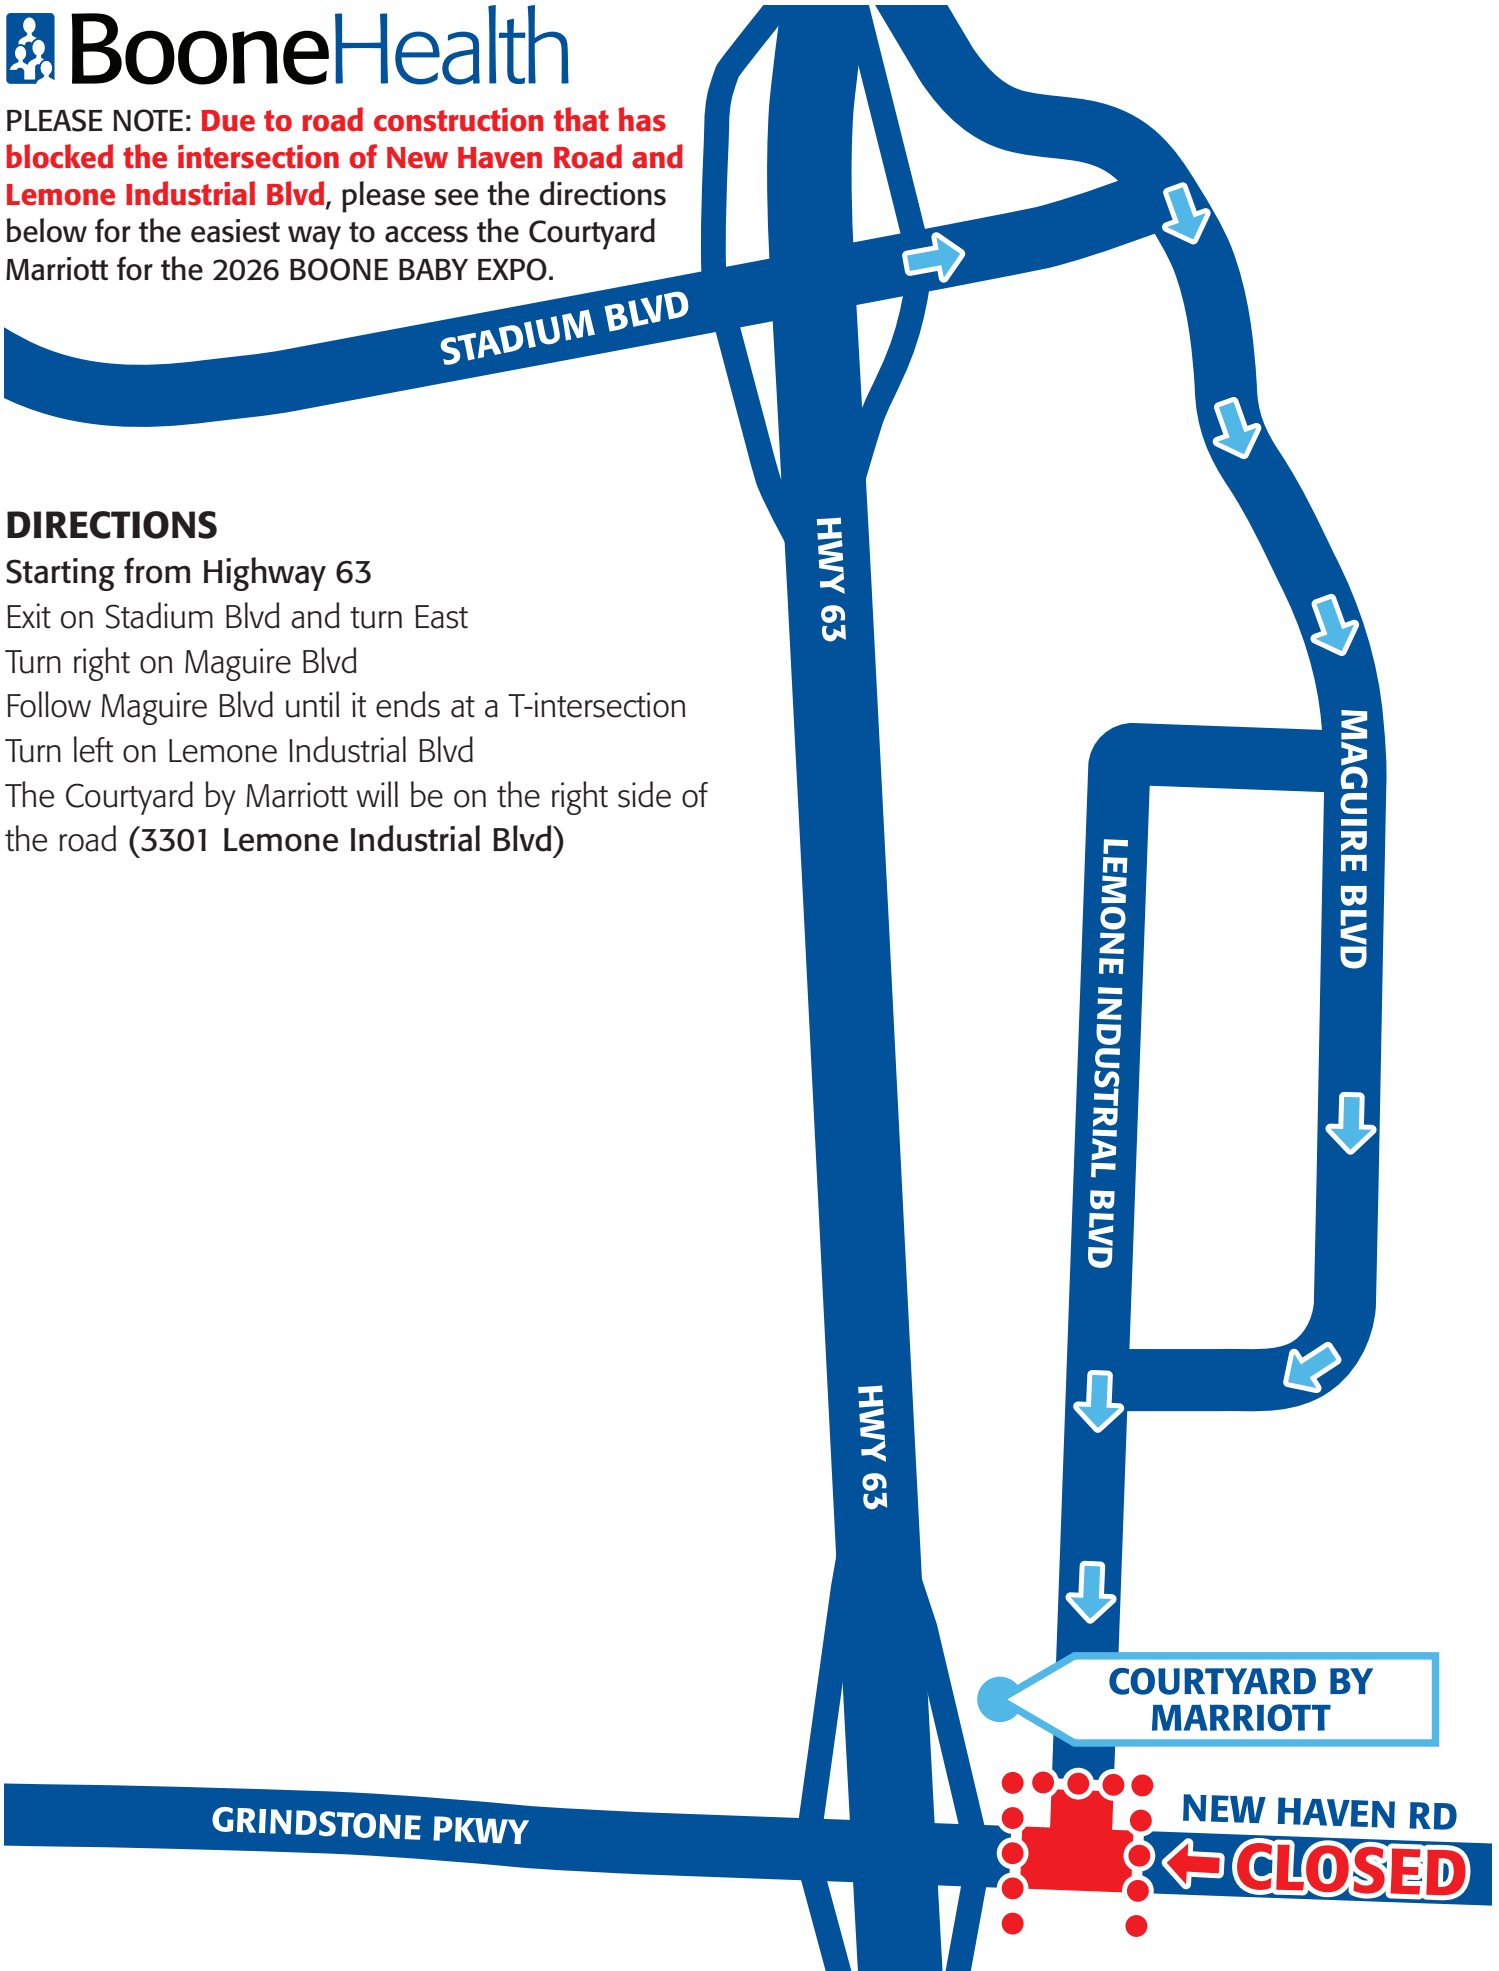 BooneHealth
PLEASE NOTE: Due to road construction that has
blocked the intersection of New Haven Road and
Lemone Industrial Blvd, please see the directions
below for the easiest way to access the Courtyard
Marriott for the 2026 BOONE BABY EXPO.
STADIUM BLVD
DIRECTIONS
Starting from Highway 63
Exit on Stadium Blvd and turn East
Turn right on Maguire Blvd
Follow Maguire Blvd until it ends at a T-intersection
Turn left on Lemone Industrial Blvd
The Courtyard by Marriott will be on the right side of
the road (3301 Lemone Industrial Blvd)
HWY 63
MAGUIRE BLVD
LEMONE INDUSTRIAL BLVD
HWY 63
COURTYARD BY
MARRIOTT
GRINDSTONE PKWY
NEW HAVEN RD
CLOSED